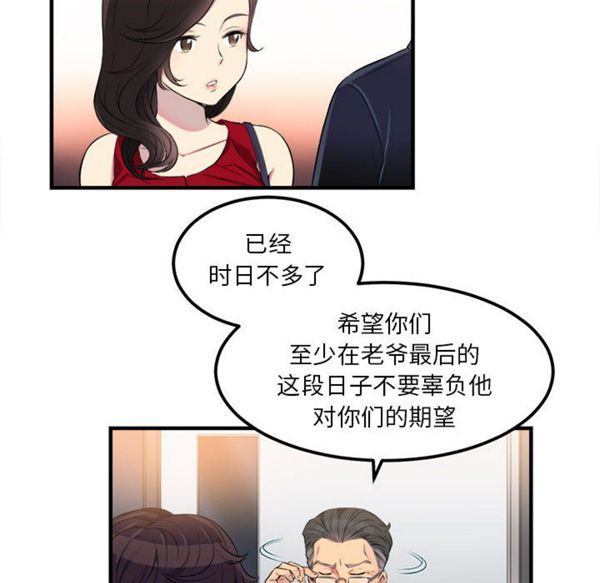 已经
时日不多了
希望你们
至少在老爷最后的
这段日子不要辜负他
对你们的期望